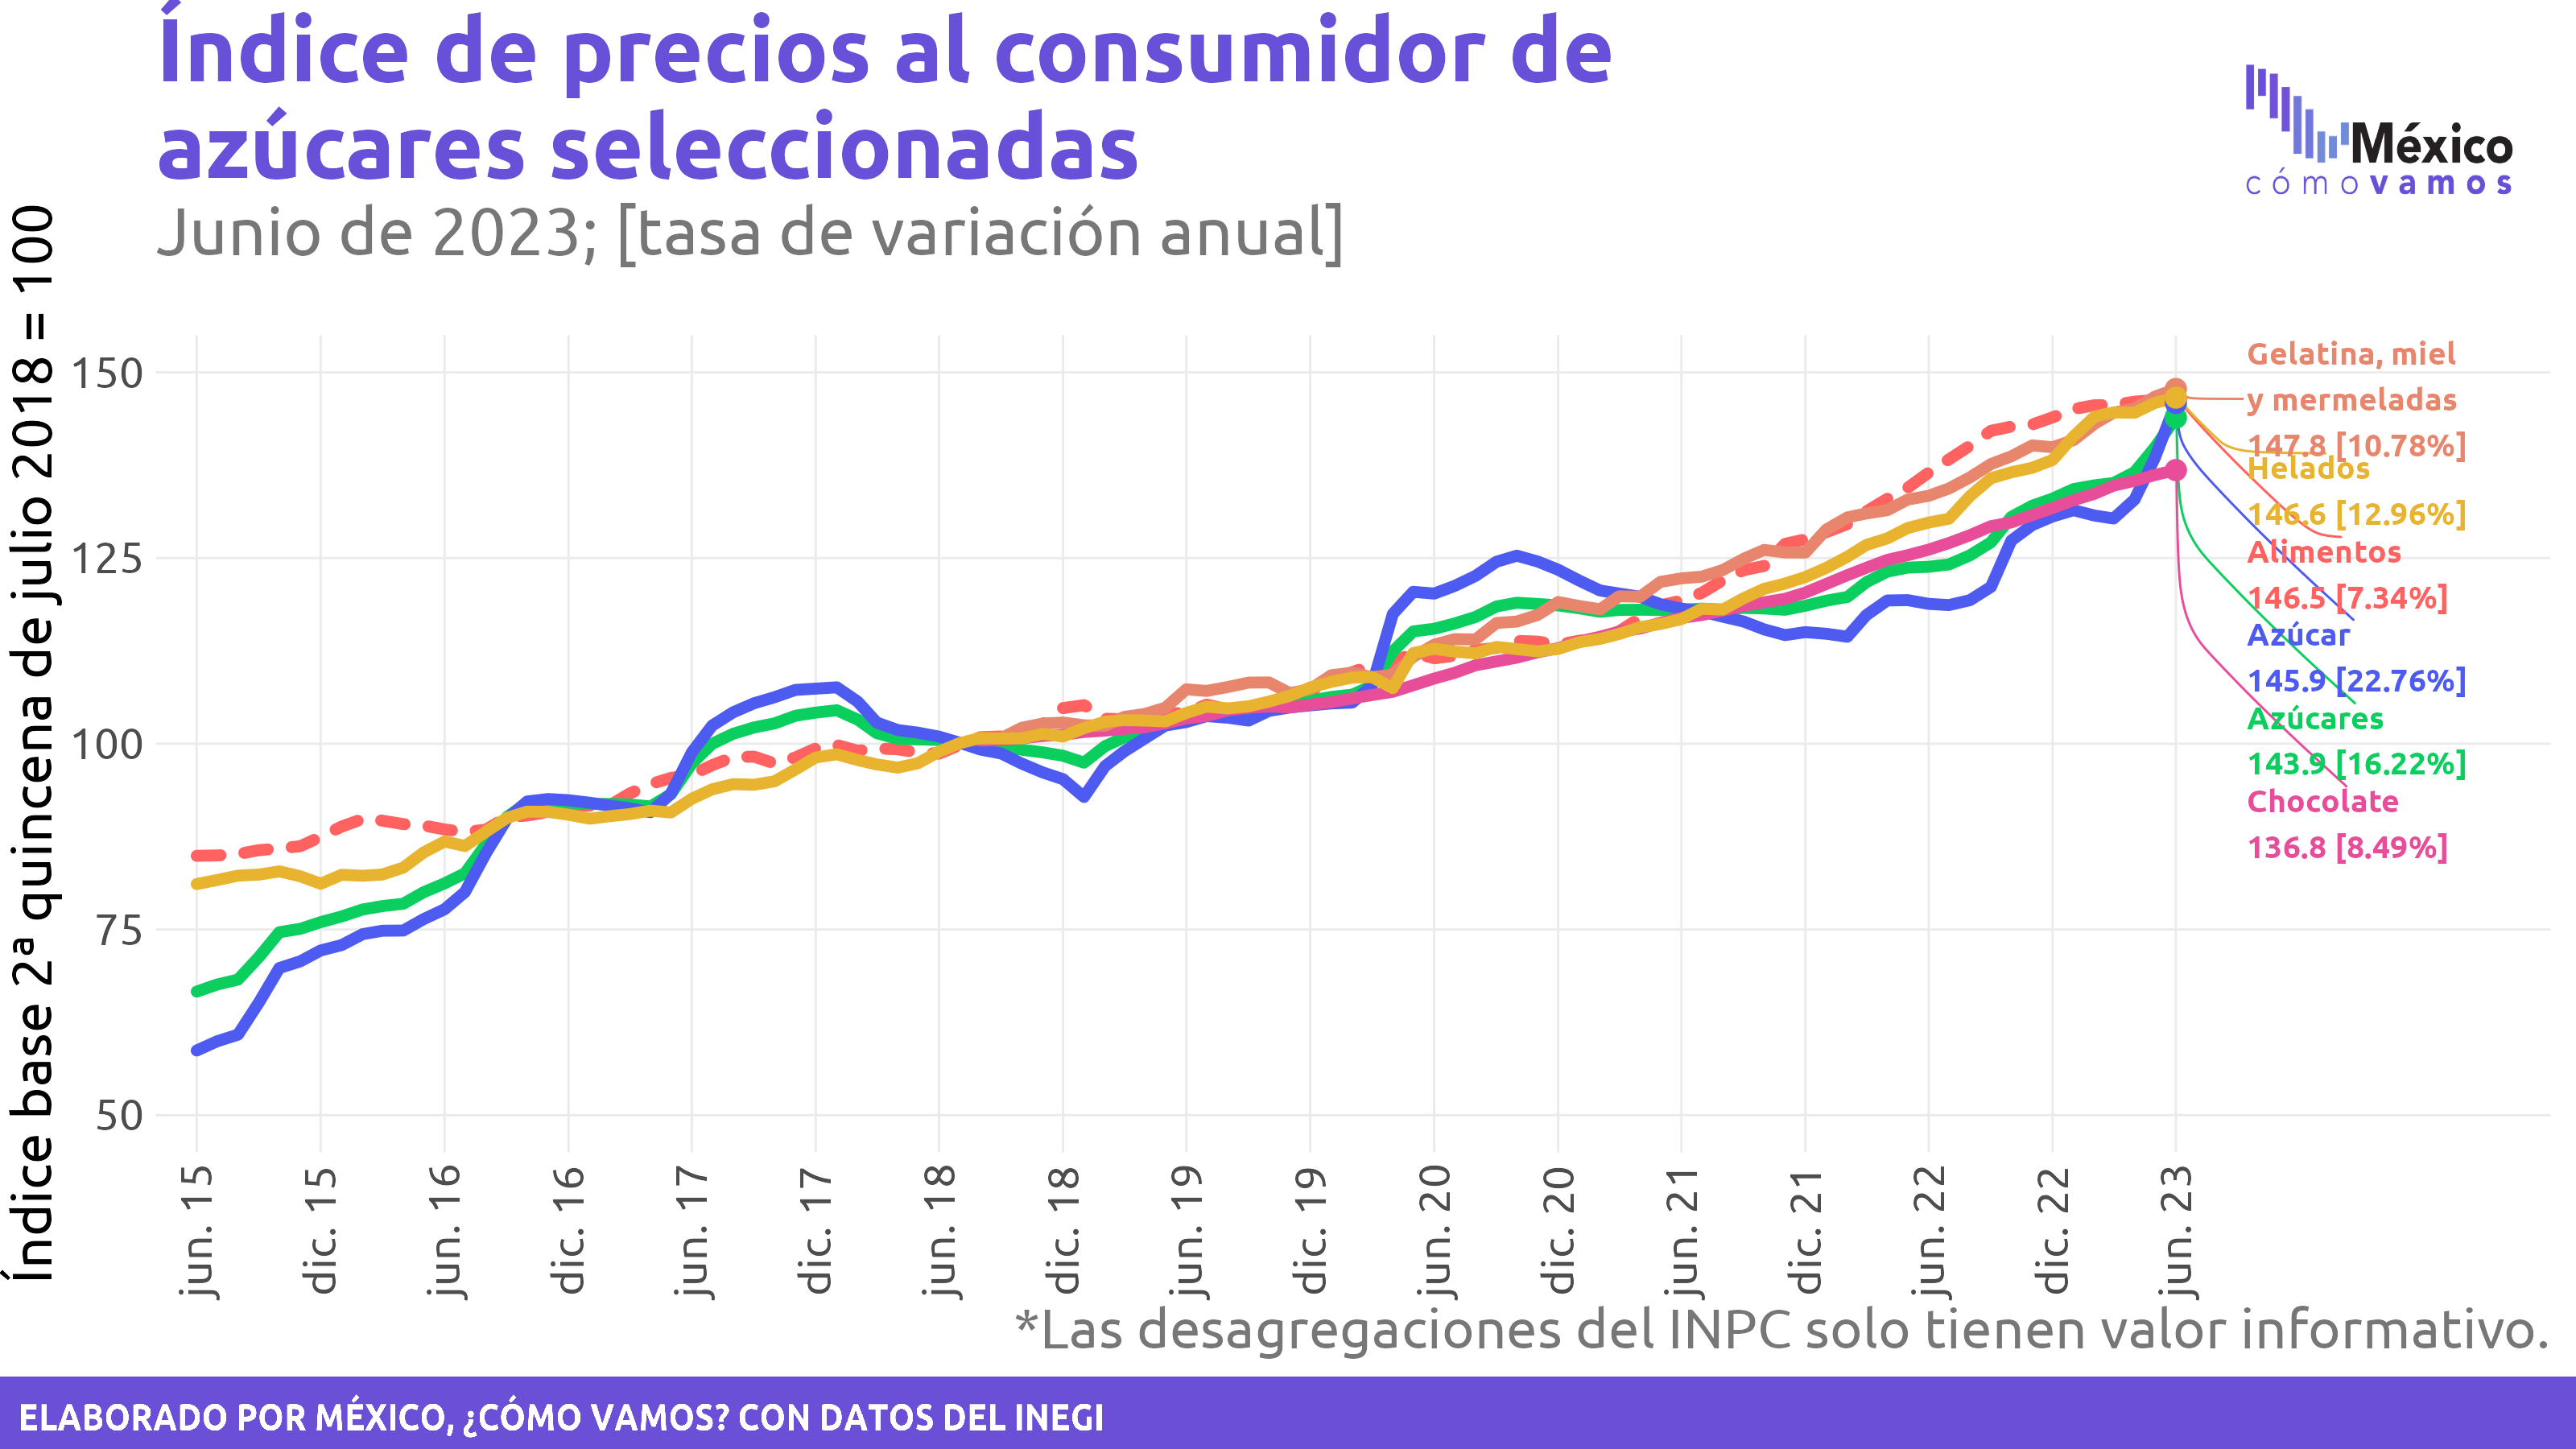 Índice de precios al consumidor de
azúcares seleccionadas
Junio de 2023; [tasa de variación anual]
México
cómo vamos
Índice base 2ª quincena de julio 2018 = 100
150
125
100
75
50
Gelatina, miel
y mermeladas
147.8 [10.78%]
Helados
146.6 [12.96%]
Alimentos
146.5 [7.34%]
Azúcar
145.9 [22.76%]
Azúcares
143.9 [16.22%]
Chocolate
136.8 [8.49%]
jun. 15
dic. 15
jun. 16
dic. 16
jun. 17
dic. 17
jun. 18
dic. 18
jun. 19
dic. 19
jun. 20
dic. 20
jun. 21
dic. 21
jun. 22
dic. 22
jun. 23
*Las desagregaciones del INPC solo tienen valor informativo.
ELABORADO POR MÉXICO, ¿CÓMO VAMOS? CON DATOS DEL INEGI